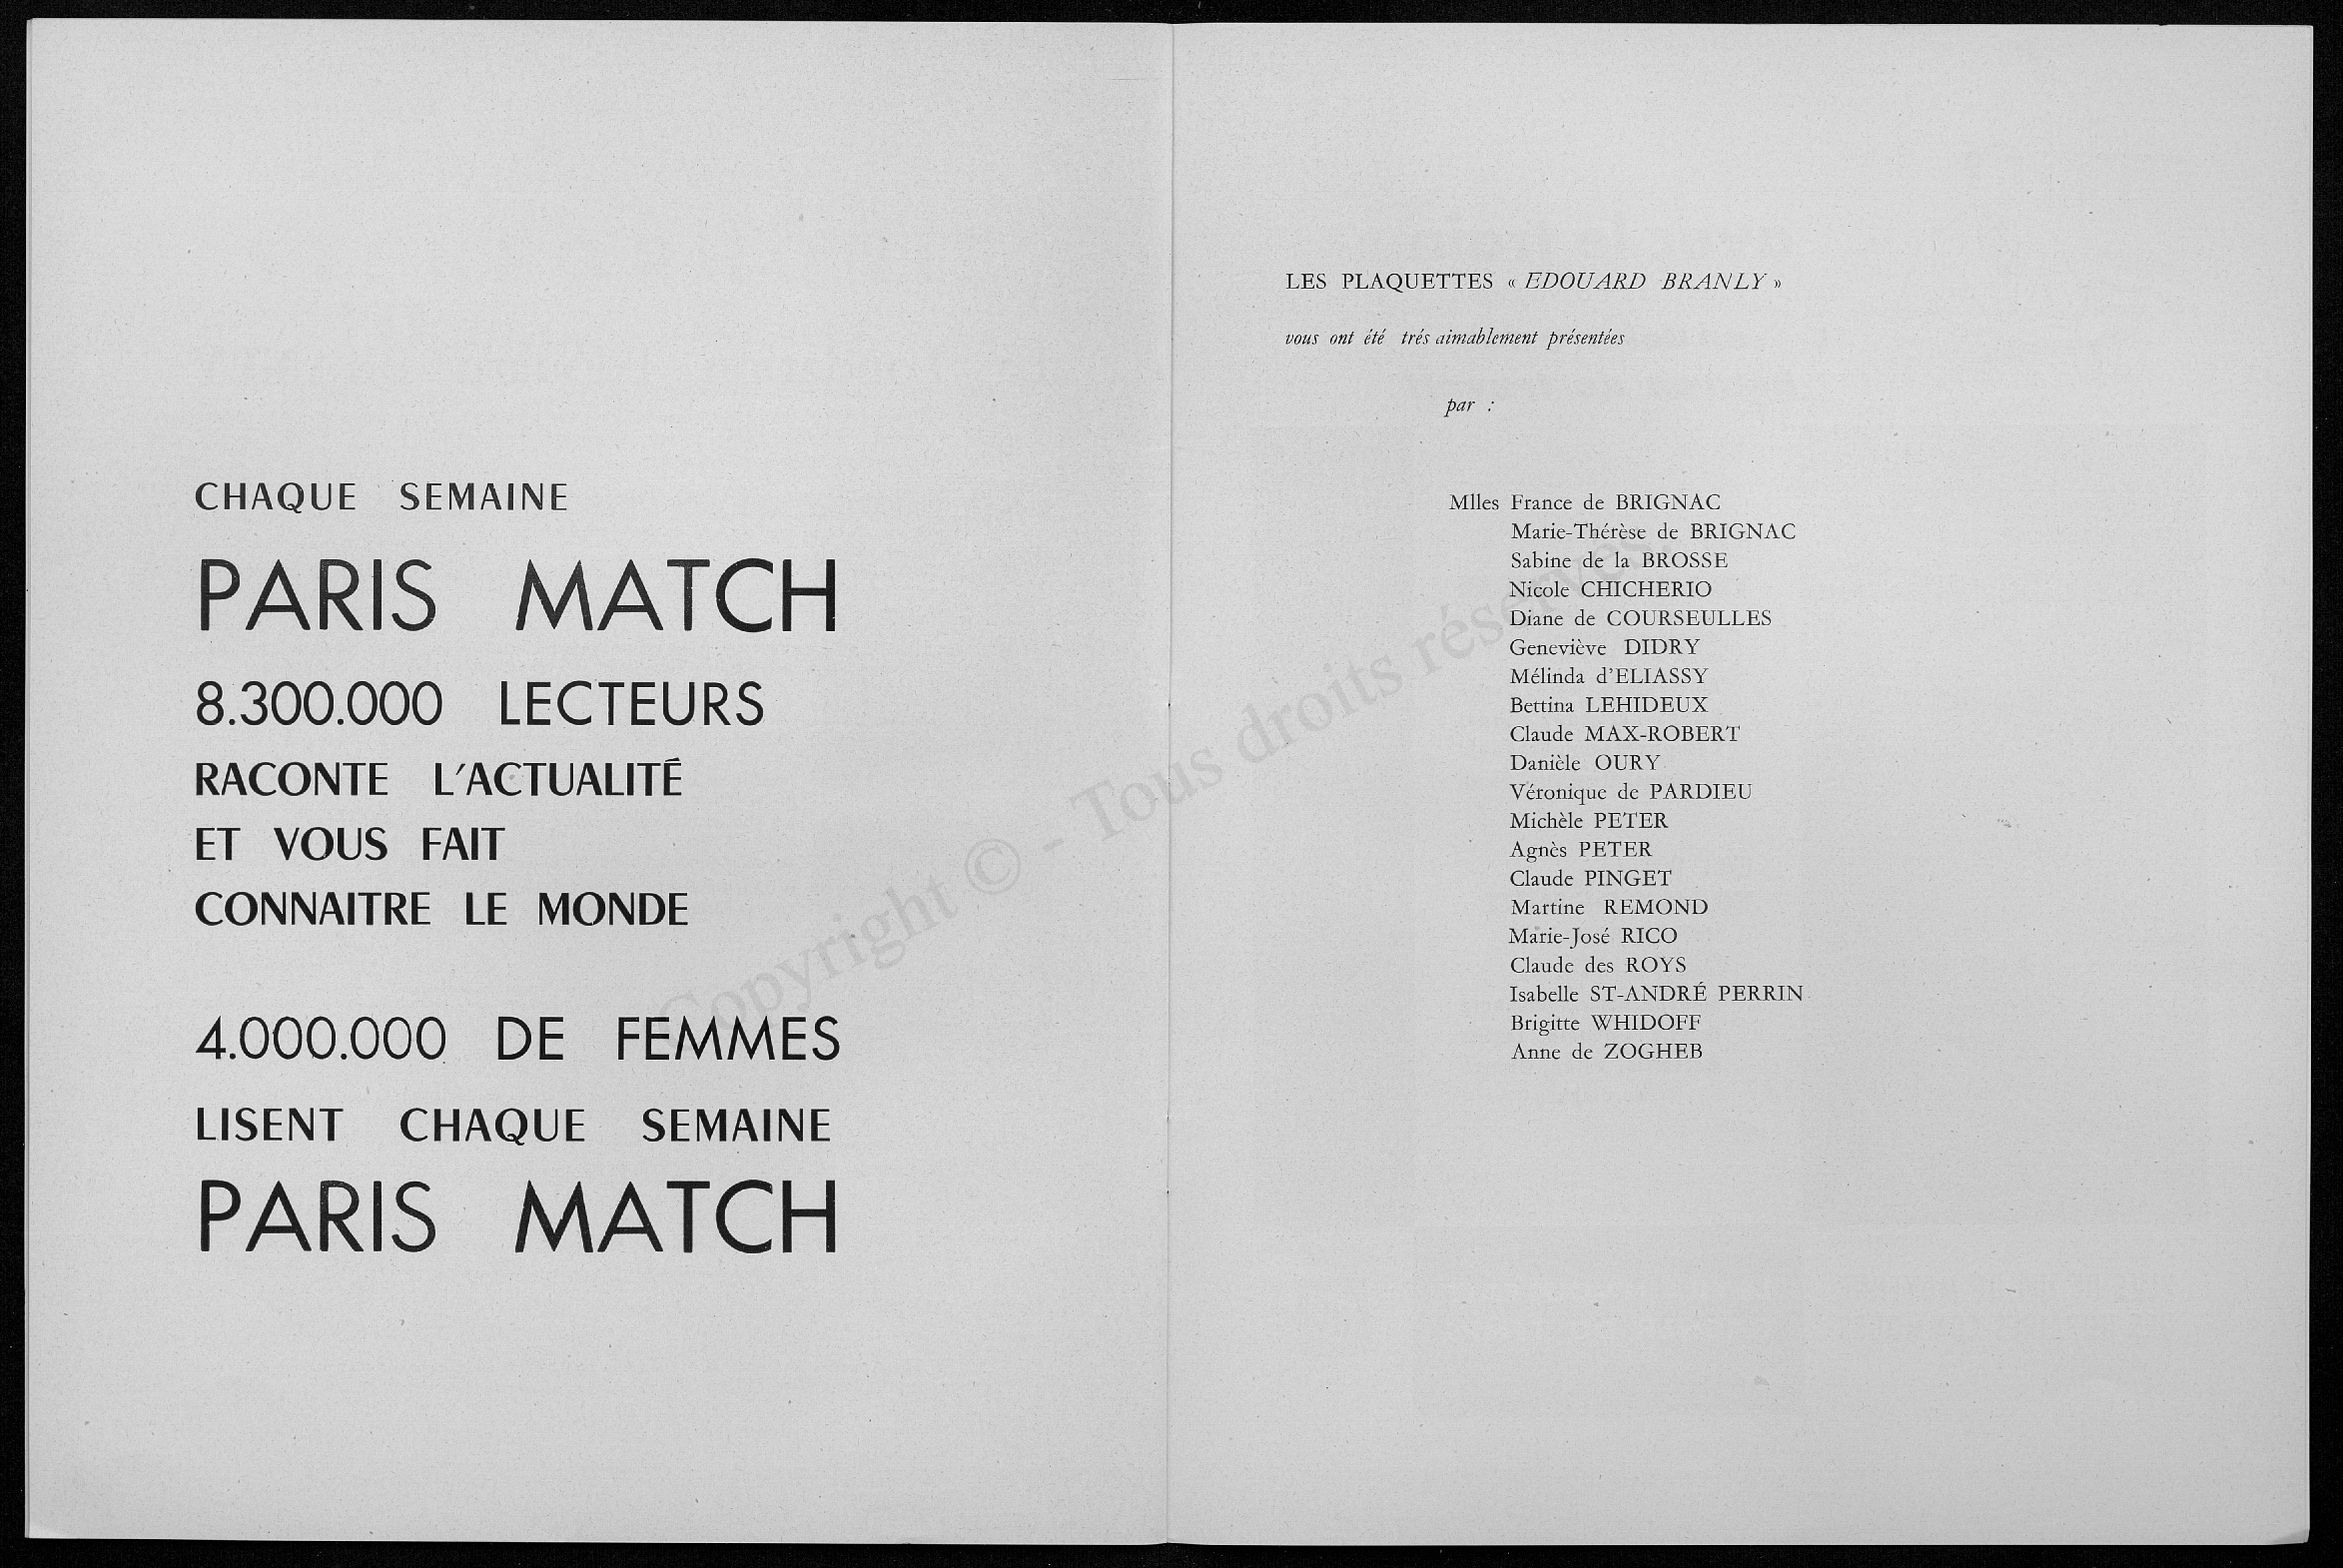 CHAQUE SEMAINE
PARIS MATCH
8.300.000 LECTEURS
RACONTE L'ACTUALITÉ
ET VOUS FAIT
CONNAITRE LE MONDE
4.000.000 DE FEMMES
LISENT CHAQUE SEMAINE
PARIS MATCH
LES PLAQUETTES « EDOUARD BRANLY »
vous ont été trés aimablement présentées
par :
Mlles France de BRIGNAC
Marie-Thérèse de BRIGNAC
Sabine de la BROSSE
Nicole CHICHERIO
Diane de COURSEULLES
Geneviève DIDRY
Mélinda d'ELIASSY
Bettina LEHIDEUX
Claude MAX-ROBERT
Danièle OURY
Véronique de PARDIEU
Michèle PETER
Agnès PETER
Claude PINGET
Martine REMOND
Marie-José RICO
Claude des ROYS
Isabelle ST-ANDRÉ PERRIN
Brigitte WHIDOFF
Anne de ZOGHEB
Copyright © - Tous droits réservés